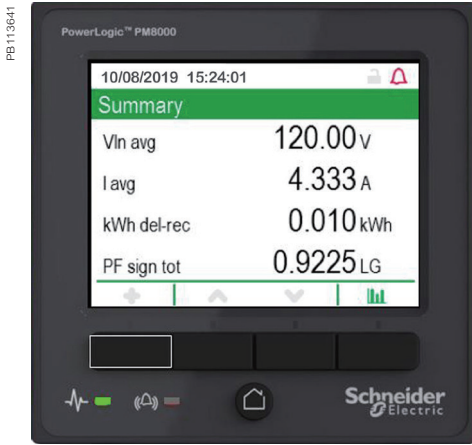 PB113641
PowerLogic™ PM8000
10/08/2019 15:24:01
Summary
Vln avg 120.00 V
I avg 4.333 A
kWh del-rec 0.010 kWh
PF sign tot 0.9225 LG
Schneider
Electric